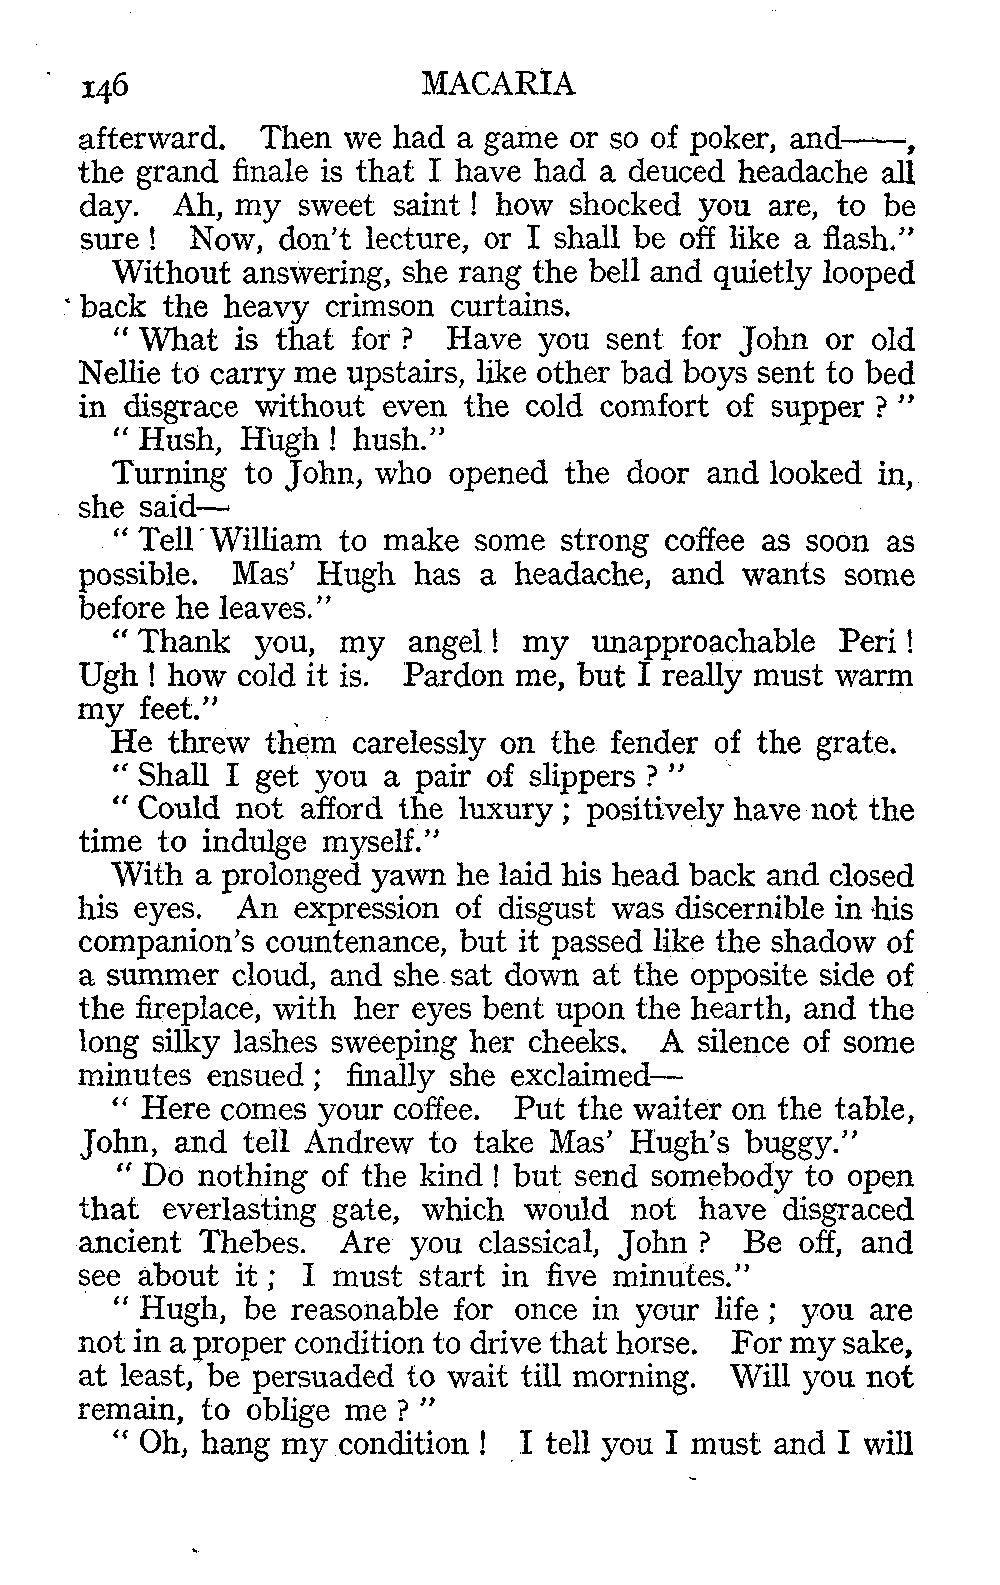 146 MACARIA
afterward. Then we had a game or so of poker, and——,
the grand finale is that I have had a deuced headache all
day. Ah, my sweet saint ! how shocked you are, to be
sure ! Now, don't lecture, or I shall be off like a flash."
Without answering, she rang the bell and quietly looped
back the heavy crimson curtains.
" What is that for ? Have you sent for John or old
Nellie to carry me upstairs, like other bad boys sent to bed
in disgrace without even the cold comfort of supper ? "
" Hush, Hugh ! hush."
Turning to John, who opened the door and looked in,
she said—
" Tell William to make some strong coffee as soon as
possible. Mas' Hugh has a headache, and wants some
before he leaves."
" Thank you, my angel ! my unapproachable Peri !
Ugh ! how cold it is. Pardon me, but I really must warm
my feet."
He threw them carelessly on the fender of the grate.
" Shall I get you a pair of slippers ? "
" Could not afford the luxury ; positively have not the
time to indulge myself."
With a prolonged yawn he laid his head back and closed
his eyes. An expression of disgust was discernible in his
companion's countenance, but it passed like the shadow of
a summer cloud, and she sat down at the opposite side of
the fireplace, with her eyes bent upon the hearth, and the
long silky lashes sweeping her cheeks. A silence of some
minutes ensued ; finally she exclaimed—
" Here comes your coffee. Put the waiter on the table,
John, and tell Andrew to take Mas' Hugh's buggy."
" Do nothing of the kind ! but send somebody to open
that everlasting gate, which would not have disgraced
ancient Thebes. Are you classical, John ? Be off, and
see about it ; I must start in five minutes."
" Hugh, be reasonable for once in your life ; you are
not in a proper condition to drive that horse. For my sake,
at least, be persuaded to wait till morning. Will you not
remain, to oblige me ? "
" Oh, hang my condition ! I tell you I must and I will